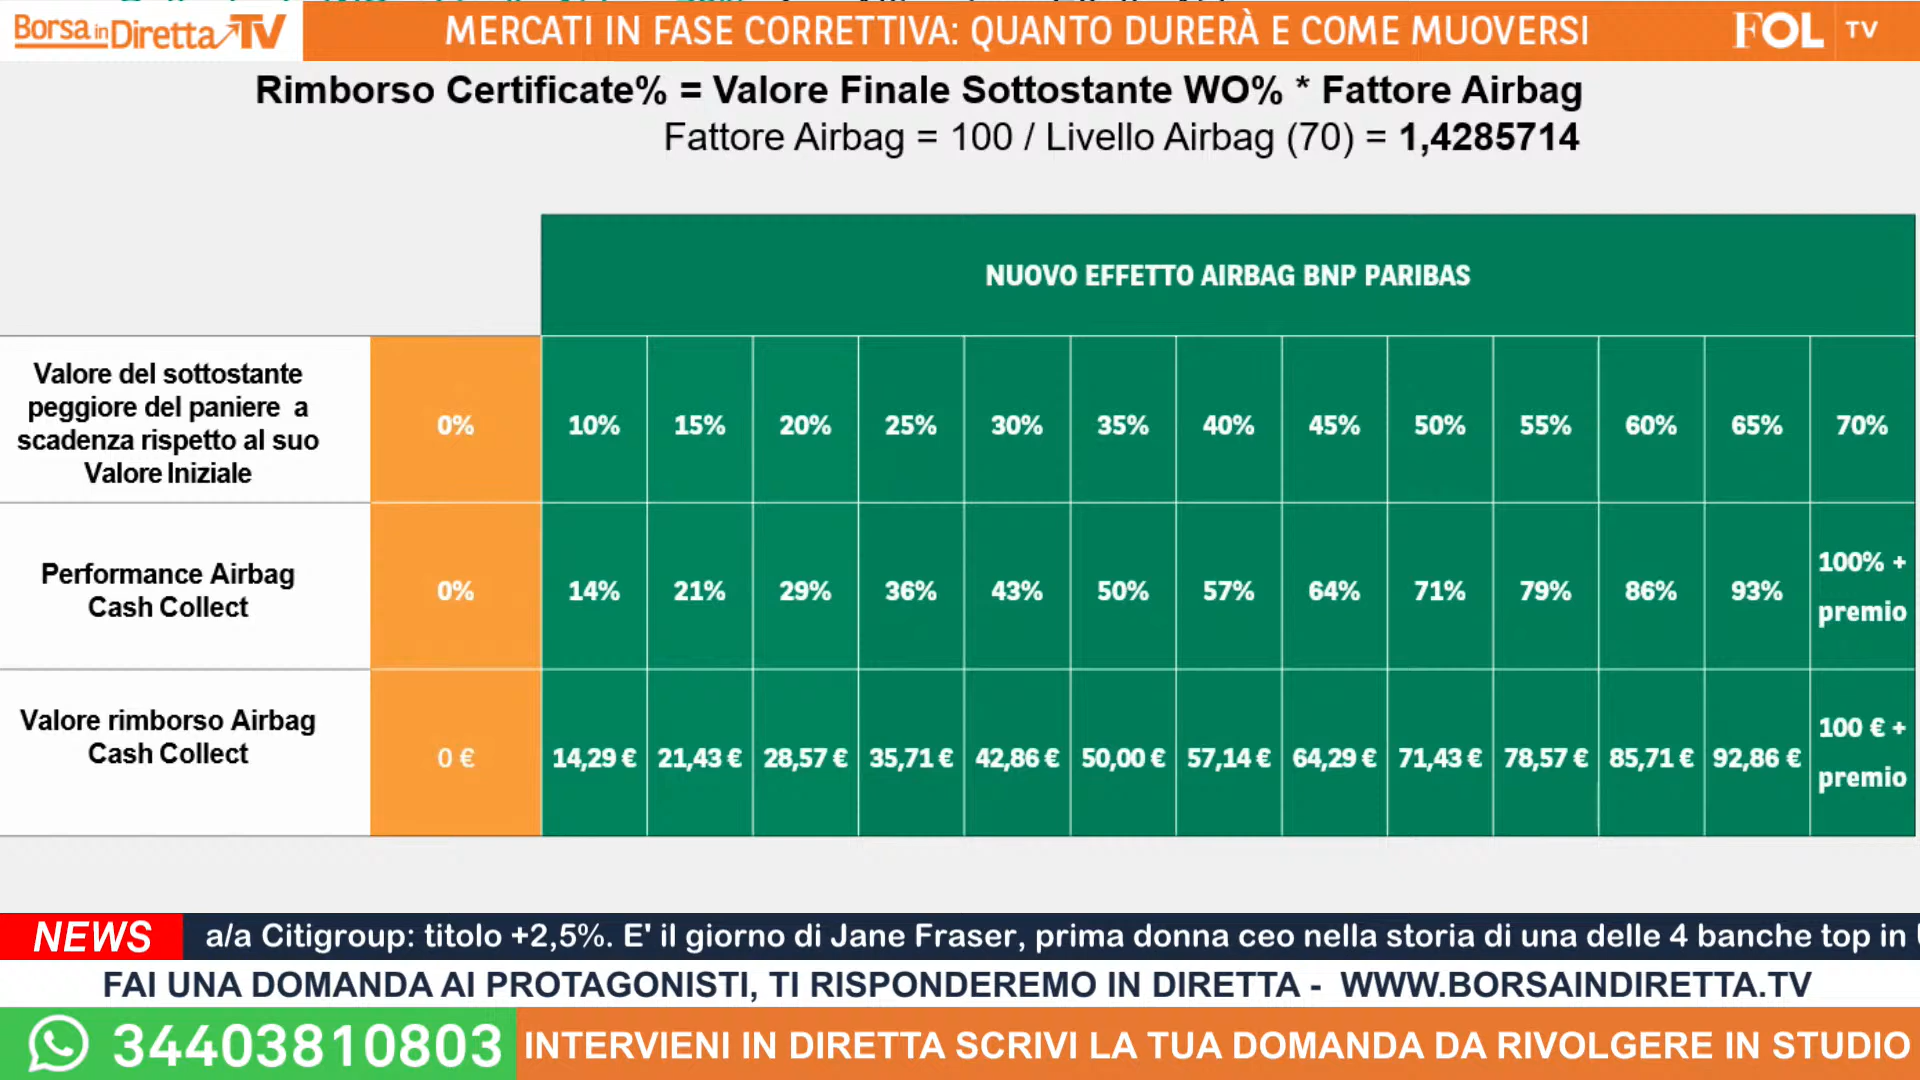 Borsa in Diretta TV
MERCATI IN FASE CORRETTIVA: QUANTO DURERÀ E COME MUOVERSI
FOL TV
Rimborso Certificate% = Valore Finale Sottostante WO% * Fattore Airbag
Fattore Airbag = 100 / Livello Airbag (70) = 1,4285714
NUOVO EFFETTO AIRBAG BNP PARIBAS
Valore del sottostante
peggiore del paniere a
scadenza rispetto al suo
Valore Iniziale
0% 10% 15% 20% 25% 30% 35% 40% 45% 50% 55% 60% 65% 70%
Performance Airbag
Cash Collect
0% 14% 21% 29% 36% 43% 50% 57% 64% 71% 79% 86% 93% 100% +
premio
Valore rimborso Airbag
Cash Collect
0 € 14,29 € 21,43 € 28,57 € 35,71 € 42,86 € 50,00 € 57,14 € 64,29 € 71,43 € 78,57 € 85,71 € 92,86 € 100 € +
premio
NEWS a/a Citigroup: titolo +2,5%. E' il giorno di Jane Fraser, prima donna ceo nella storia di una delle 4 banche top in
FAI UNA DOMANDA AI PROTAGONISTI, TI RISPONDEREMO IN DIRETTA - WWW.BORSAINDIRETTA.TV
34403810803 INTERVIENI IN DIRETTA SCRIVI LA TUA DOMANDA DA RIVOLGERE IN STUDIO